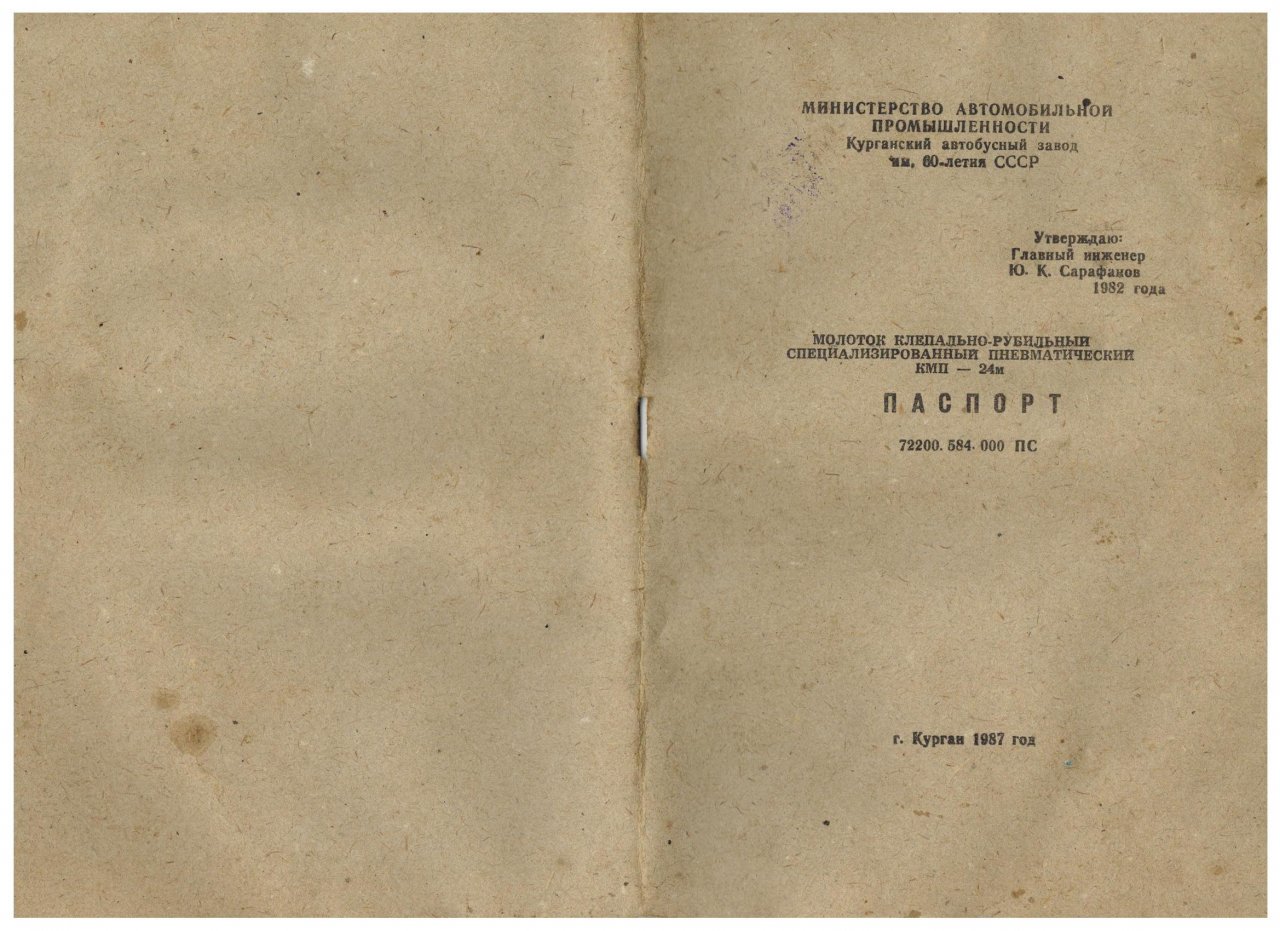 МИНИСТЕРСТВО АВТОМОБИЛЬНОЙ
ПРОМЫШЛЕННОСТИ
Курганский автобусный завод
им. 60-летия СССР
Утверждаю:
Главный инженер
Ю. К. Сарафанов
1982 года
МОЛОТОК КЛЕПАЛЬНО-РУБИЛЬНЫЙ
СПЕЦИАЛИЗИРОВАННЫЙ ПНЕВМАТИЧЕСКИЙ
КМП — 24м
ПАСПОРТ
72200. 584. 000 ПС
г. Курган 1987 год